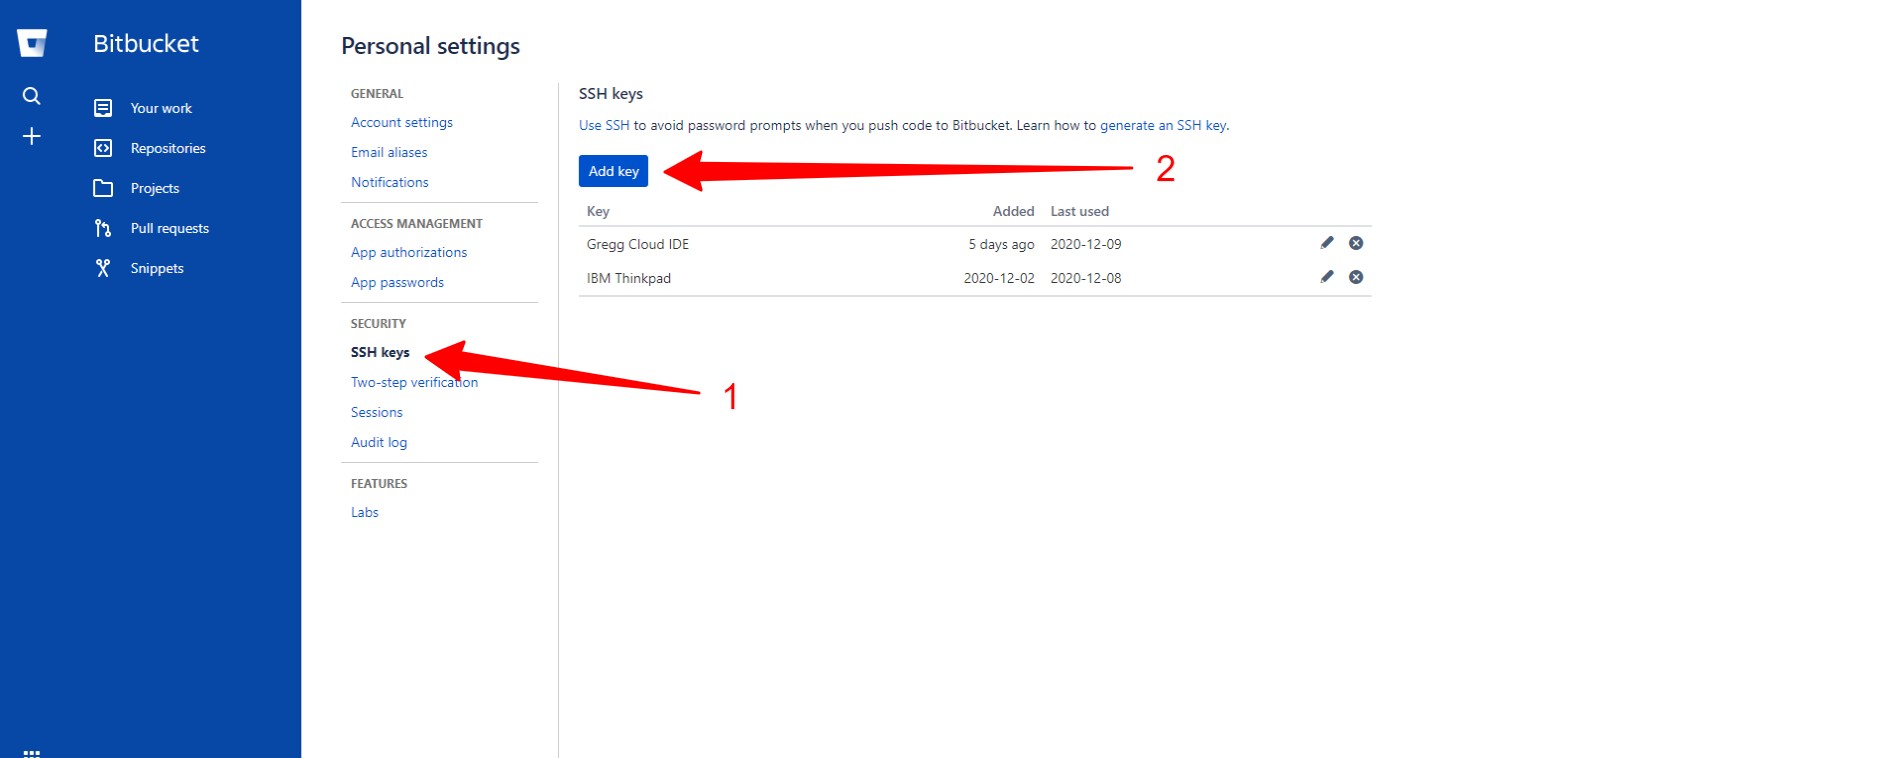 Bitbucket
Your work
Repositories
Projects
Pull requests
Snippets
Personal settings
GENERAL
Account settings
Email aliases
Notifications
ACCESS MANAGEMENT
App authorizations
App passwords
SECURITY
SSH keys
Two-step verification
Sessions
Audit log
FEATURES
Labs
1
SSH keys
Use SSH to avoid password prompts when you push code to Bitbucket. Learn how to generate an SSH key.
Add key
2
Key Added Last used
Gregg Cloud IDE 5 days ago 2020-12-09
IBM Thinkpad 2020-12-02 2020-12-08